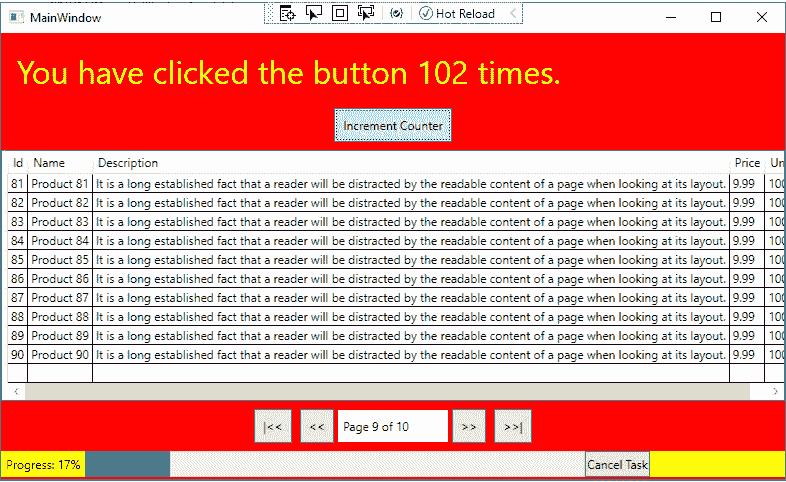 MainWindow
Hot Reload
You have clicked the button 102 times.
Increment Counter
Id Name Description Price Un
81 Product 81 It is a long established fact that a reader will be distracted by the readable content of a page when looking at its layout. 9.99 100
82 Product 82 It is a long established fact that a reader will be distracted by the readable content of a page when looking at its layout. 9.99 100
83 Product 83 It is a long established fact that a reader will be distracted by the readable content of a page when looking at its layout. 9.99 100
84 Product 84 It is a long established fact that a reader will be distracted by the readable content of a page when looking at its layout. 9.99 100
85 Product 85 It is a long established fact that a reader will be distracted by the readable content of a page when looking at its layout. 9.99 100
86 Product 86 It is a long established fact that a reader will be distracted by the readable content of a page when looking at its layout. 9.99 100
87 Product 87 It is a long established fact that a reader will be distracted by the readable content of a page when looking at its layout. 9.99 100
88 Product 88 It is a long established fact that a reader will be distracted by the readable content of a page when looking at its layout. 9.99 100
89 Product 89 It is a long established fact that a reader will be distracted by the readable content of a page when looking at its layout. 9.99 100
90 Product 90 It is a long established fact that a reader will be distracted by the readable content of a page when looking at its layout. 9.99 100
|<< << Page 9 of 10 >> >>|
Progress: 17% Cancel Task